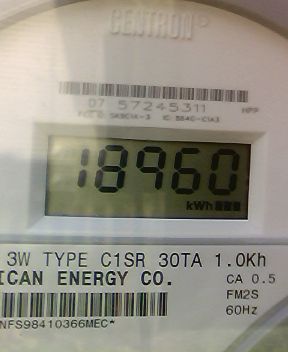 CENTRON®
07 57245311
HPP
18960
kWh
3W TYPE C1SR 30TA 1.0Kh
ICAN ENERGY CO.
CA 0.5
FM2S
60Hz
NFS98410366MEC*